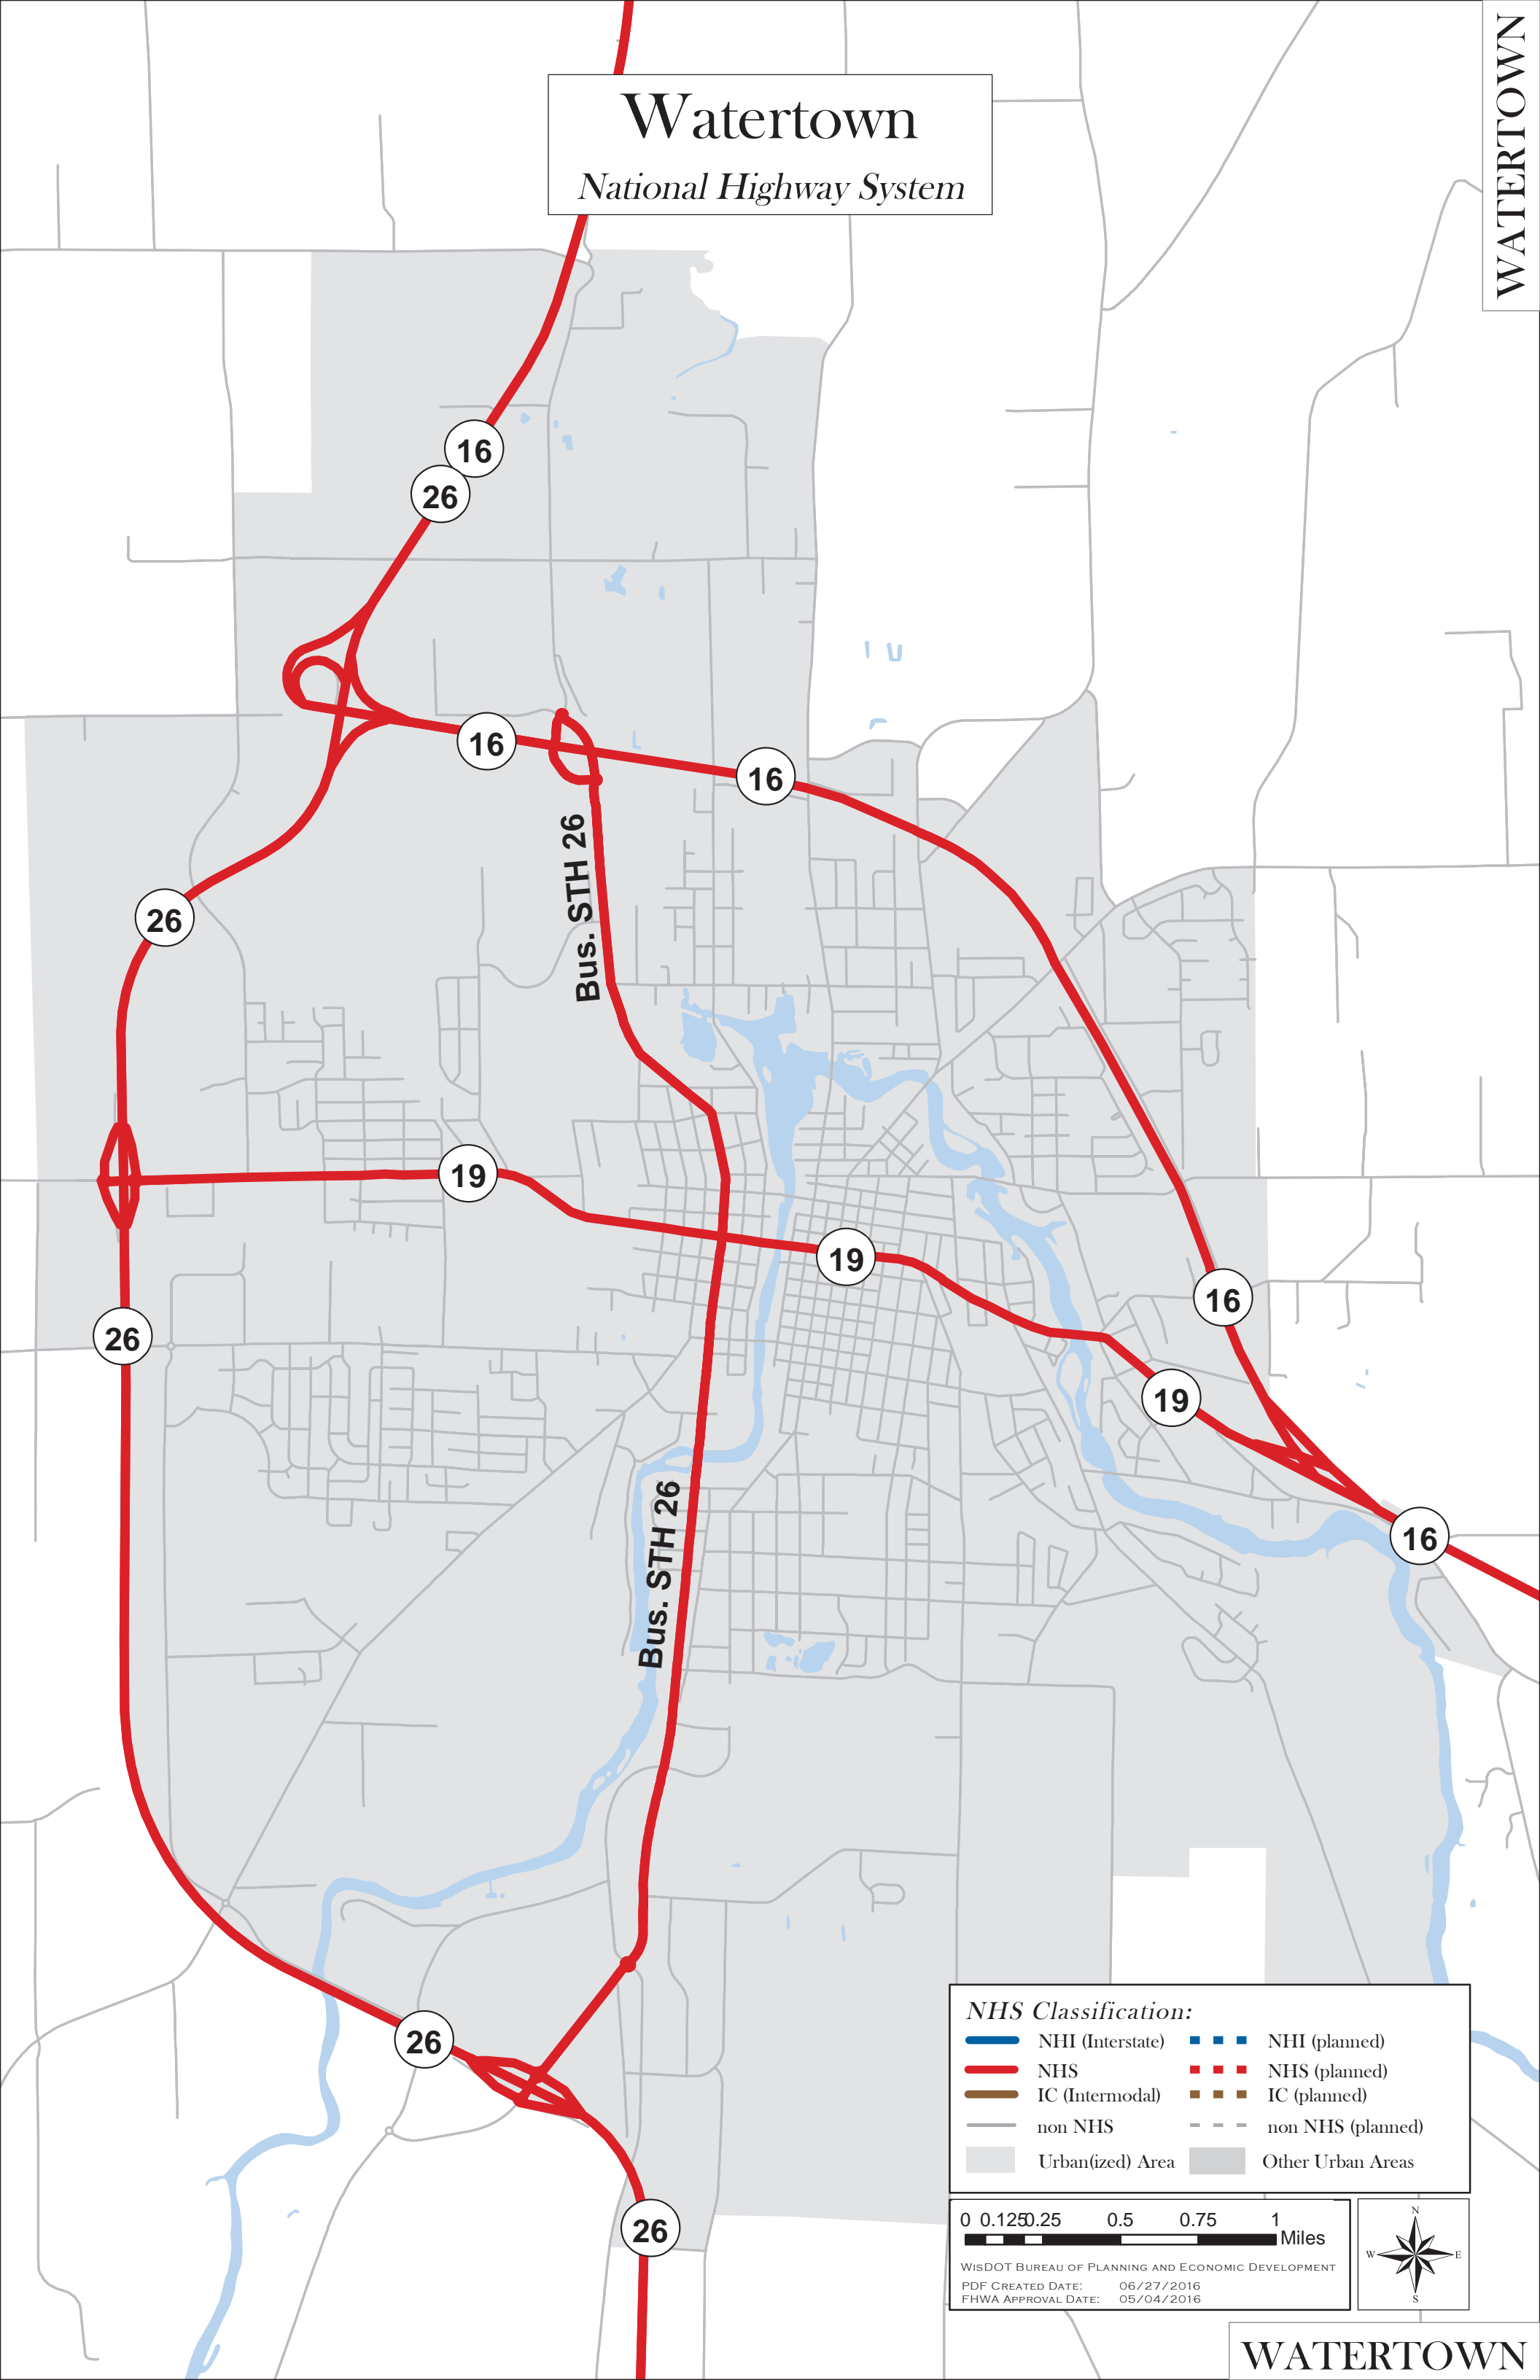 Watertown
National Highway System
WATERTOWN
16
26
16
16
Bus. STH 26
26
19
19
16
26
19
16
Bus. STH 26
26
26
NHS Classification:
NHI (Interstate) NHI (planned)
NHS NHS (planned)
IC (Intermodal) IC (planned)
non NHS non NHS (planned)
Urban(ized) Area Other Urban Areas
0 0.125 0.25 0.5 0.75 1
Miles
WisDOT Bureau of Planning and Economic Development
PDF Created Date: 06/27/2016
FHWA Approval Date: 05/04/2016
N
W E
S
WATERTOWN